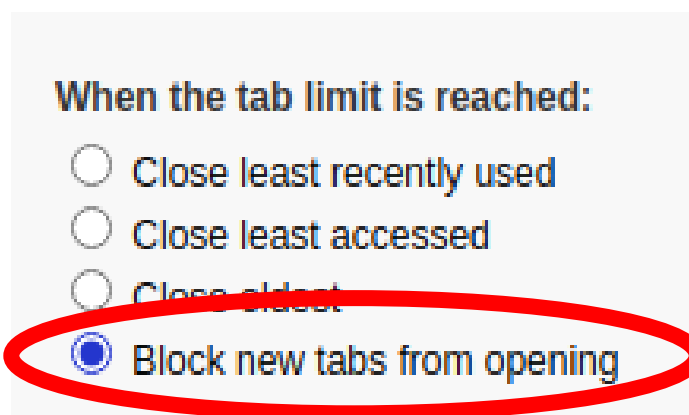 When the tab limit is reached:
Close least recently used
Close least accessed
Close oldest
Block new tabs from opening